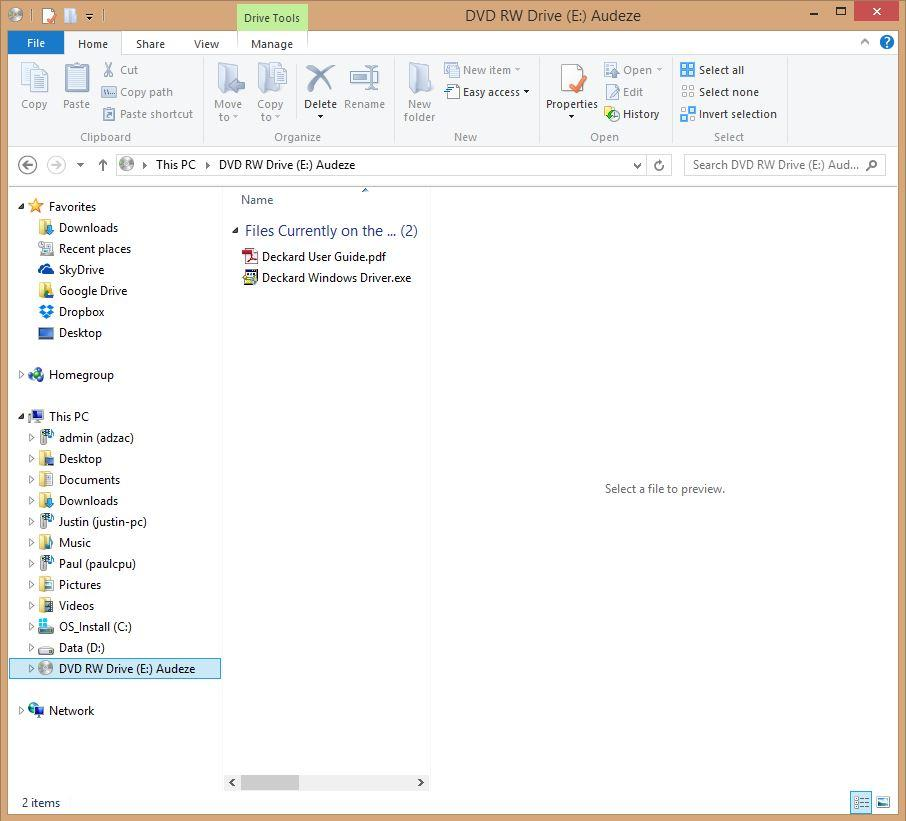 Drive Tools
DVD RW Drive (E:) Audeze
File
Home
Share
View
Manage
Copy
Paste
Cut
Copy path
Paste shortcut
Clipboard
Move to
Copy to
Delete
Rename
Organize
New folder
New item
Easy access
New
Properties
Open
Edit
History
Open
Select all
Select none
Invert selection
Select
This PC
DVD RW Drive (E:) Audeze
Search DVD RW Drive (E:) Aud...
Favorites
Downloads
Recent places
SkyDrive
Google Drive
Dropbox
Desktop
Homegroup
This PC
admin (adzac)
Desktop
Documents
Downloads
Justin (justin-pc)
Music
Paul (paulcpu)
Pictures
Videos
OS_Install (C:)
Data (D:)
DVD RW Drive (E:) Audeze
Network
Name
Files Currently on the ... (2)
Deckard User Guide.pdf
Deckard Windows Driver.exe
Select a file to preview.
2 items